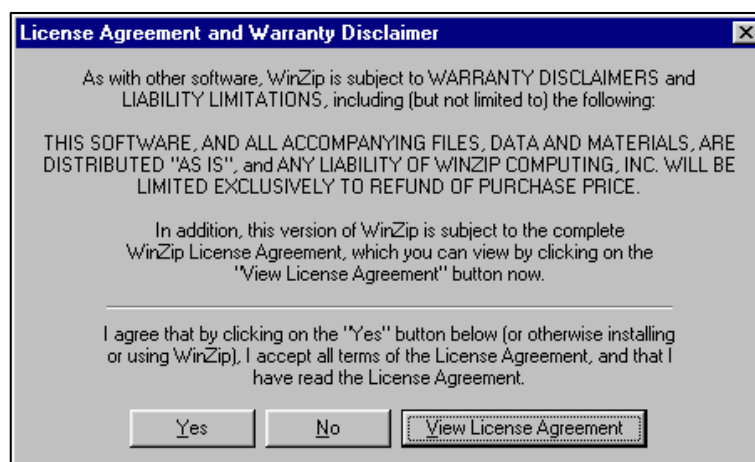 License Agreement and Warranty Disclaimer
As with other software, WinZip is subject to WARRANTY DISCLAIMERS and
LIABILITY LIMITATIONS, including (but not limited to) the following:
THIS SOFTWARE, AND ALL ACCOMPANYING FILES, DATA AND MATERIALS, ARE
DISTRIBUTED "AS IS", and ANY LIABILITY OF WINZIP COMPUTING, INC. WILL BE
LIMITED EXCLUSIVELY TO REFUND OF PURCHASE PRICE.
In addition, this version of WinZip is subject to the complete
WinZip License Agreement, which you can view by clicking on the
"View License Agreement" button now.
I agree that by clicking on the "Yes" button below (or otherwise installing
or using WinZip), I accept all terms of the License Agreement, and that I
have read the License Agreement.
Yes No View License Agreement